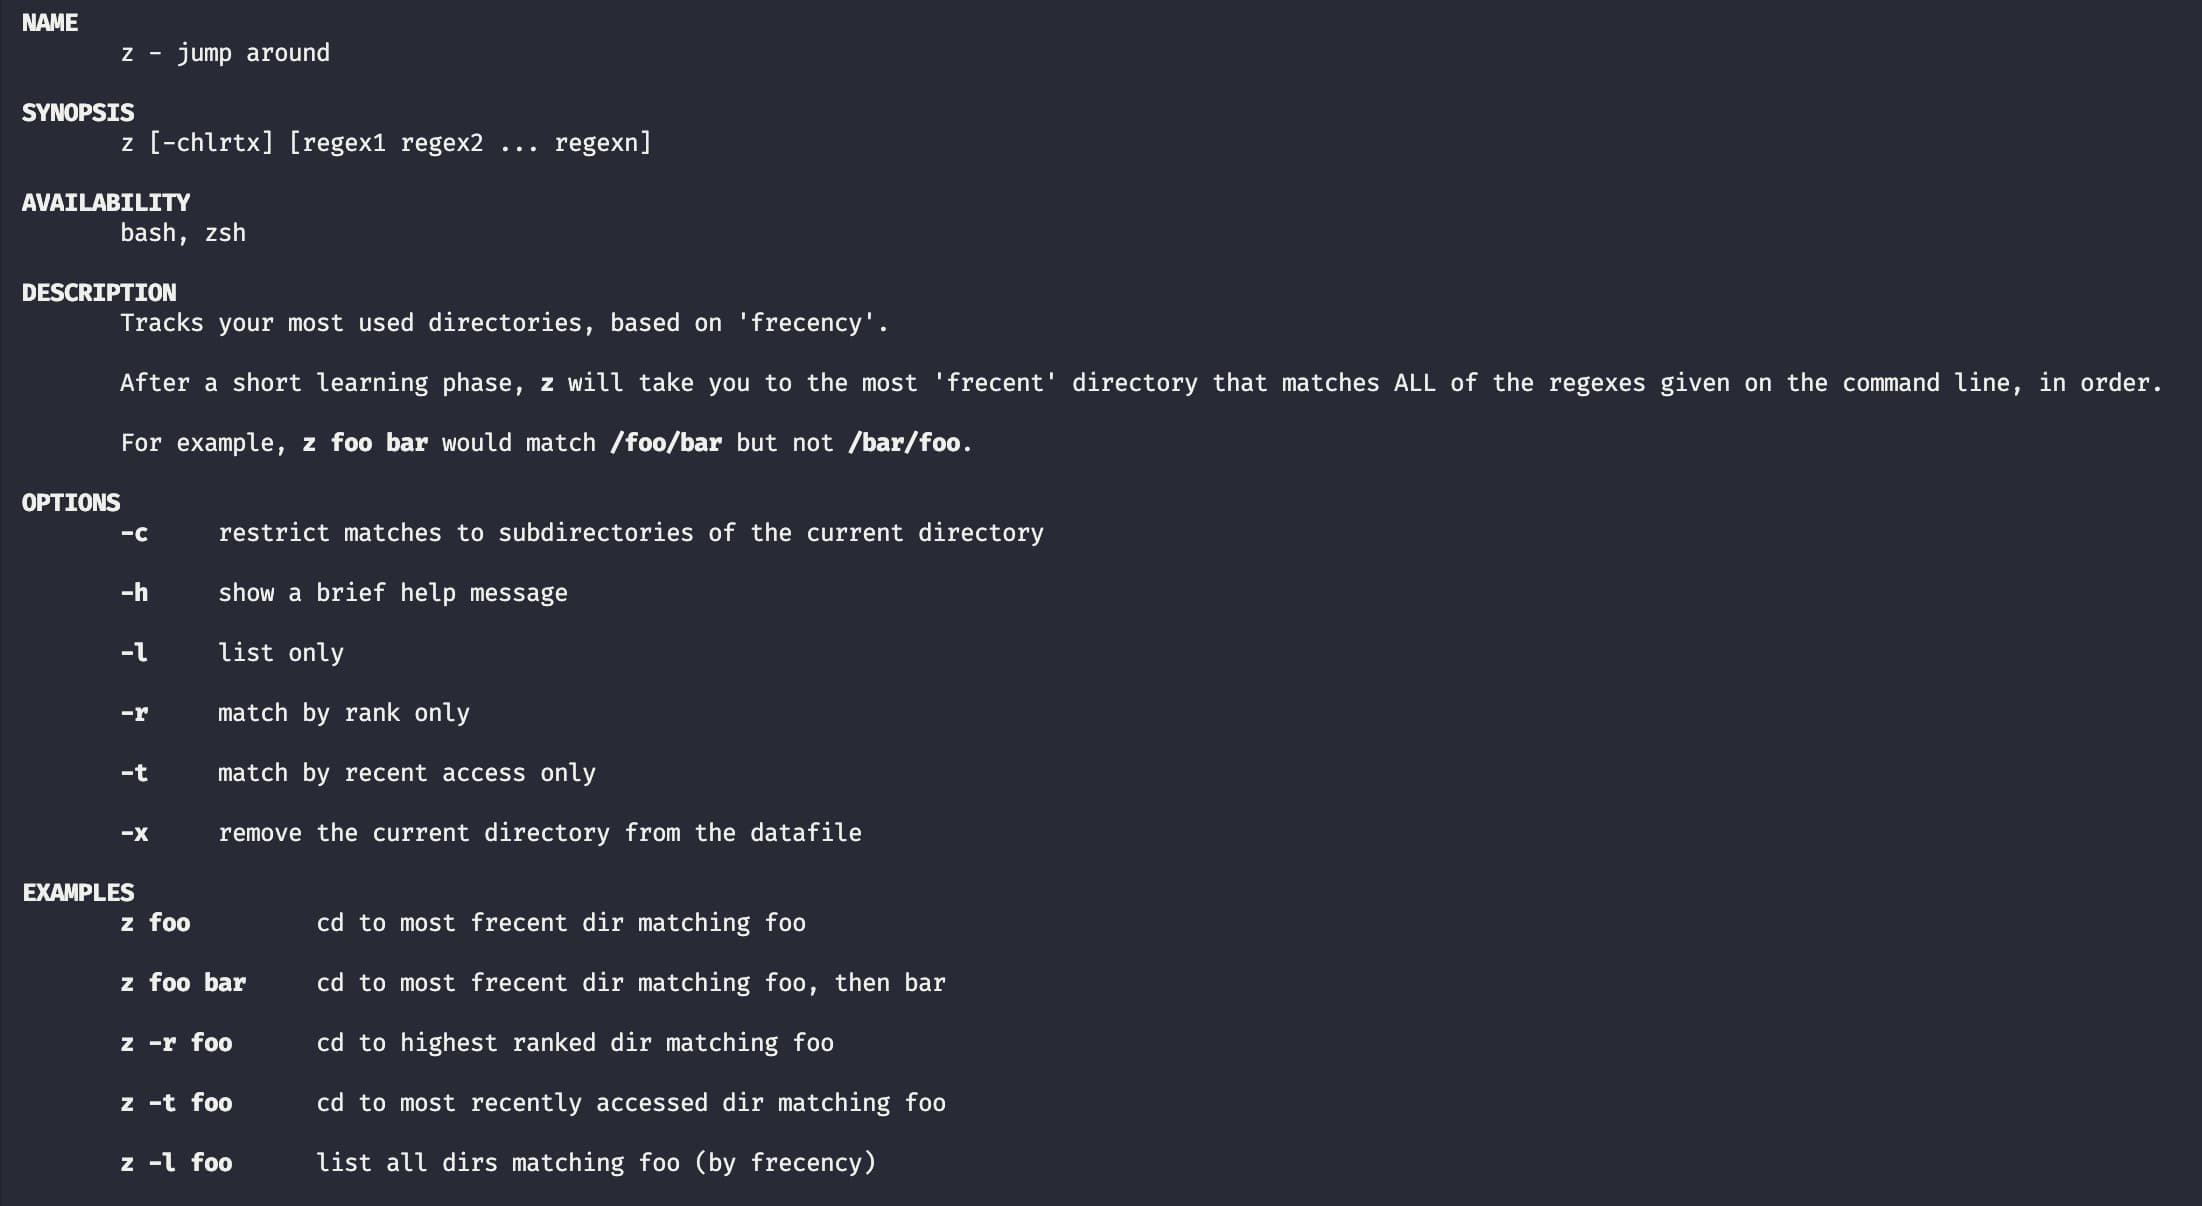 NAME
z - jump around
SYNOPSIS
z [-chlrtx] [regex1 regex2 ... regexn]
AVAILABILITY
bash, zsh
DESCRIPTION
Tracks your most used directories, based on 'frecency'.
After a short learning phase, z will take you to the most 'frecent' directory that matches ALL of the regexes given on the command line, in order.
For example, z foo bar would match /foo/bar but not /bar/foo.
OPTIONS
-c restrict matches to subdirectories of the current directory
-h show a brief help message
-l list only
-r match by rank only
-t match by recent access only
-x remove the current directory from the datafile
EXAMPLES
z foo cd to most frecent dir matching foo
z foo bar cd to most frecent dir matching foo, then bar
z -r foo cd to highest ranked dir matching foo
z -t foo cd to most recently accessed dir matching foo
z -l foo list all dirs matching foo (by frecency)